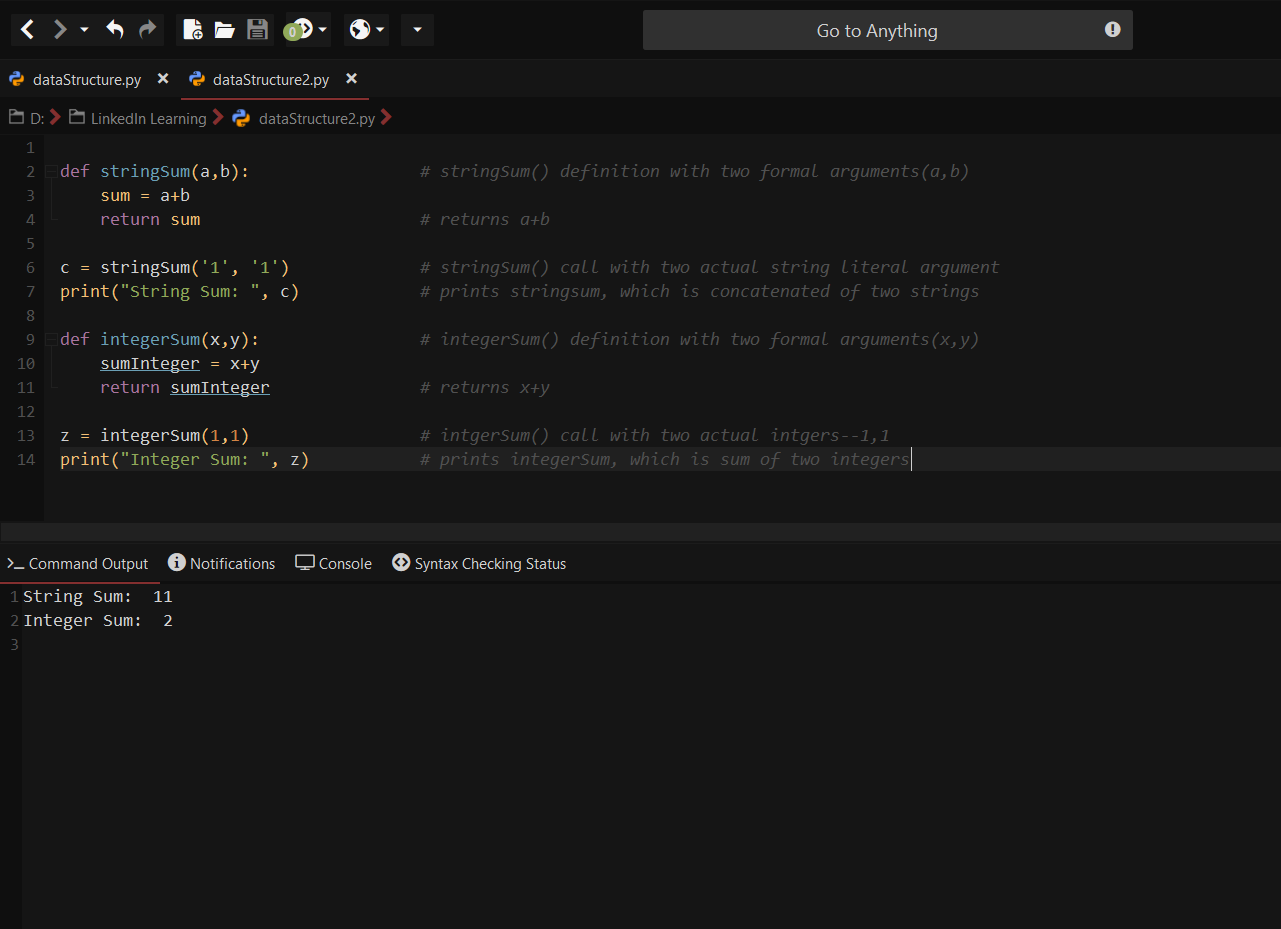 0
Go to Anything
dataStructure.py dataStructure2.py
D: LinkedIn Learning dataStructure2.py
1
2 def stringSum(a,b): # stringSum() definition with two formal arguments(a,b)
3 sum = a+b
4 return sum # returns a+b
5
6 c = stringSum('1', '1') # stringSum() call with two actual string literal argument
7 print("String Sum: ", c) # prints stringsum, which is concatenated of two strings
8
9 def integerSum(x,y): # integerSum() definition with two formal arguments(x,y)
10 sumInteger = x+y
11 return sumInteger # returns x+y
12
13 z = integerSum(1,1) # intgerSum() call with two actual intgers--1,1
14 print("Integer Sum: ", z) # prints integerSum, which is sum of two integers
Command Output Notifications Console Syntax Checking Status
1 String Sum:  11
2 Integer Sum:  2
3